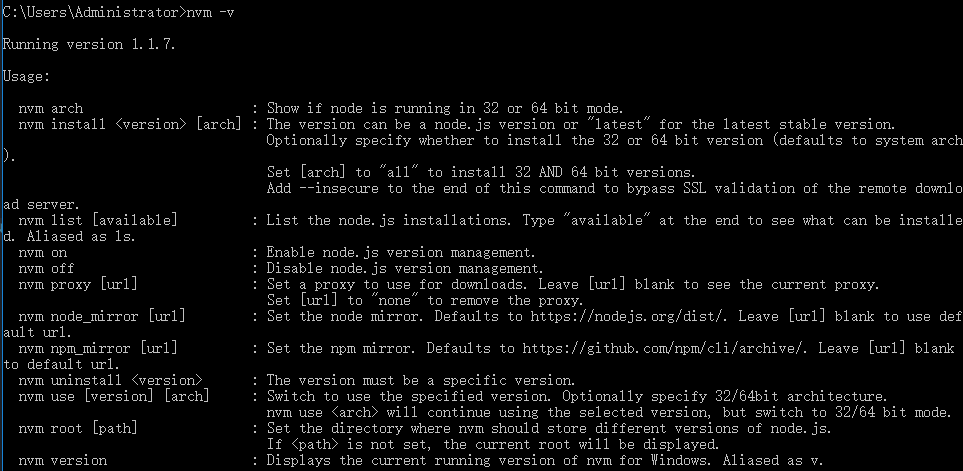 C:\Users\Administrator>nvm -v
Running version 1.1.7.
Usage:
nvm arch : Show if node is running in 32 or 64 bit mode.
nvm install <version> [arch] : The version can be a node.js version or "latest" for the latest stable version.
Optionally specify whether to install the 32 or 64 bit version (defaults to system arch
).
Set [arch] to "all" to install 32 AND 64 bit versions.
Add --insecure to the end of this command to bypass SSL validation of the remote downlo
ad server.
nvm list [available] : List the node.js installations. Type "available" at the end to see what can be installe
d. Aliased as ls.
nvm on : Enable node.js version management.
nvm off : Disable node.js version management.
nvm proxy [url] : Set a proxy to use for downloads. Leave [url] blank to see the current proxy.
Set [url] to "none" to remove the proxy.
nvm node_mirror [url] : Set the node mirror. Defaults to https://nodejs.org/dist/. Leave [url] blank to use def
ault url.
nvm npm_mirror [url] : Set the npm mirror. Defaults to https://github.com/npm/cli/archive/. Leave [url] blank
to default url.
nvm uninstall <version> : The version must be a specific version.
nvm use [version] [arch] : Switch to use the specified version. Optionally specify 32/64bit architecture.
nvm use <arch> will continue using the selected version, but switch to 32/64 bit mode.
nvm root [path] : Set the directory where nvm should store different versions of node.js.
If <path> is not set, the current root will be displayed.
nvm version : Displays the current running version of nvm for Windows. Aliased as v.